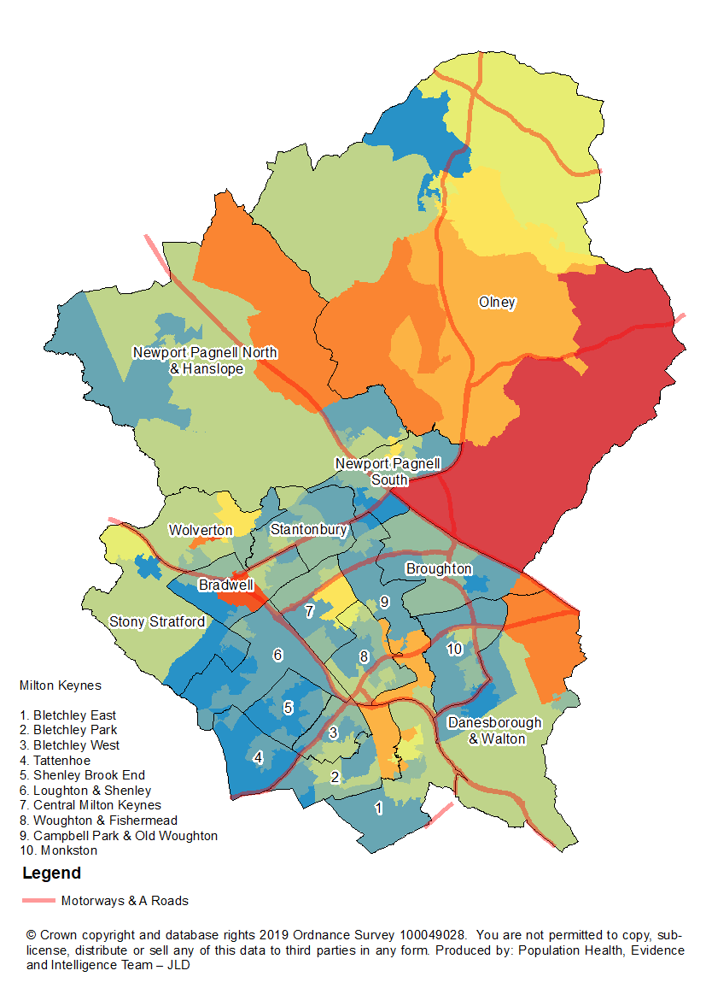 Olney
Newport Pagnell North
& Hanslope
Newport Pagnell
South
Wolverton
Stantonbury
Broughton
Bradwell
9
7
Stony Stratford
10
6
8
Milton Keynes
5
Danesborough
& Walton
3
4
2
1
1. Bletchley East
2. Bletchley Park
3. Bletchley West
4. Tattenhoe
5. Shenley Brook End
6. Loughton & Shenley
7. Central Milton Keynes
8. Woughton & Fishermead
9. Campbell Park & Old Woughton
10. Monkston
Legend
Motorways & A Roads
© Crown copyright and database rights 2019 Ordnance Survey 100049028.  You are not permitted to copy, sub-
license, distribute or sell any of this data to third parties in any form. Produced by: Population Health, Evidence
and Intelligence Team – JLD